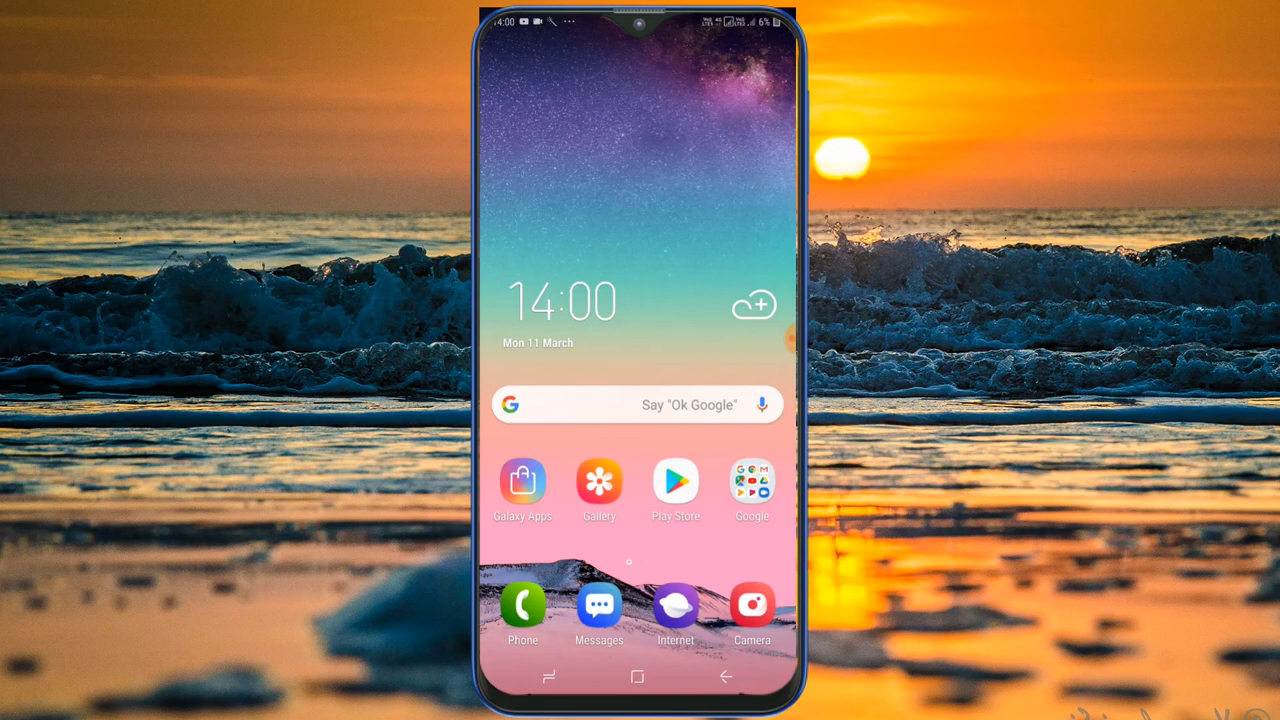 14:00
6%
14:00
Mon 11 March
Say "Ok Google"
Galaxy Apps
Gallery
Play Store
Google
Phone
Messages
Internet
Camera